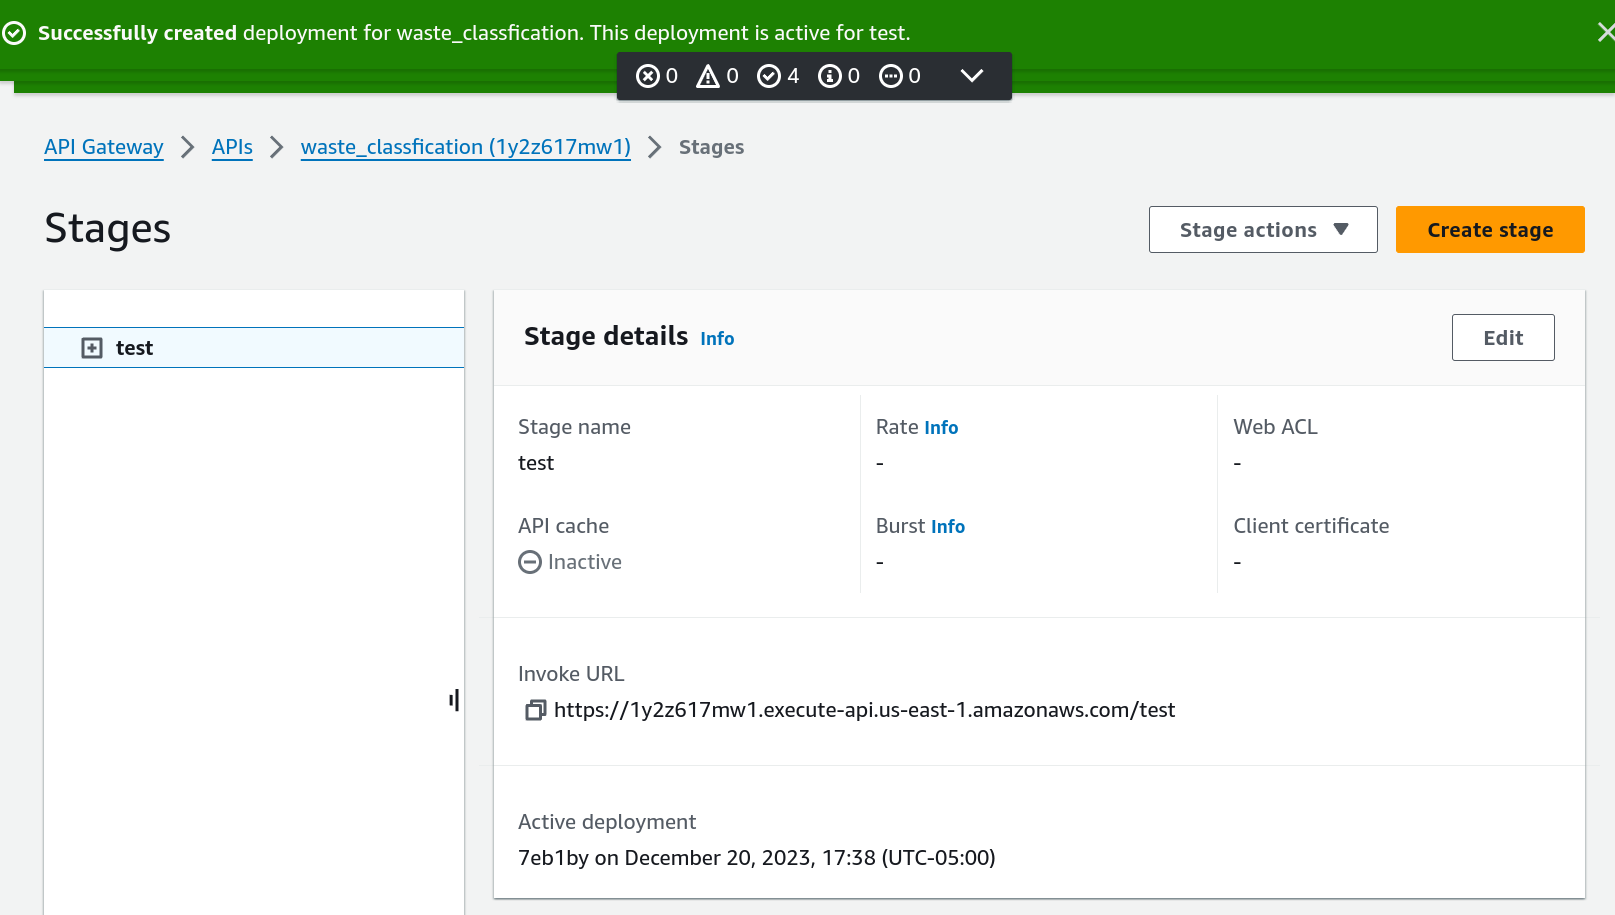 Successfully created deployment for waste_classfication. This deployment is active for test.
0 0 4 0 0
API Gateway > APIs > waste_classfication (1y2z617mw1) > Stages
Stages
Stage actions
Create stage
test
Stage details Info
Edit
Stage name
test
Rate Info
-
Web ACL
-
API cache
Inactive
Burst Info
-
Client certificate
-
Invoke URL
https://1y2z617mw1.execute-api.us-east-1.amazonaws.com/test
Active deployment
7eb1by on December 20, 2023, 17:38 (UTC-05:00)